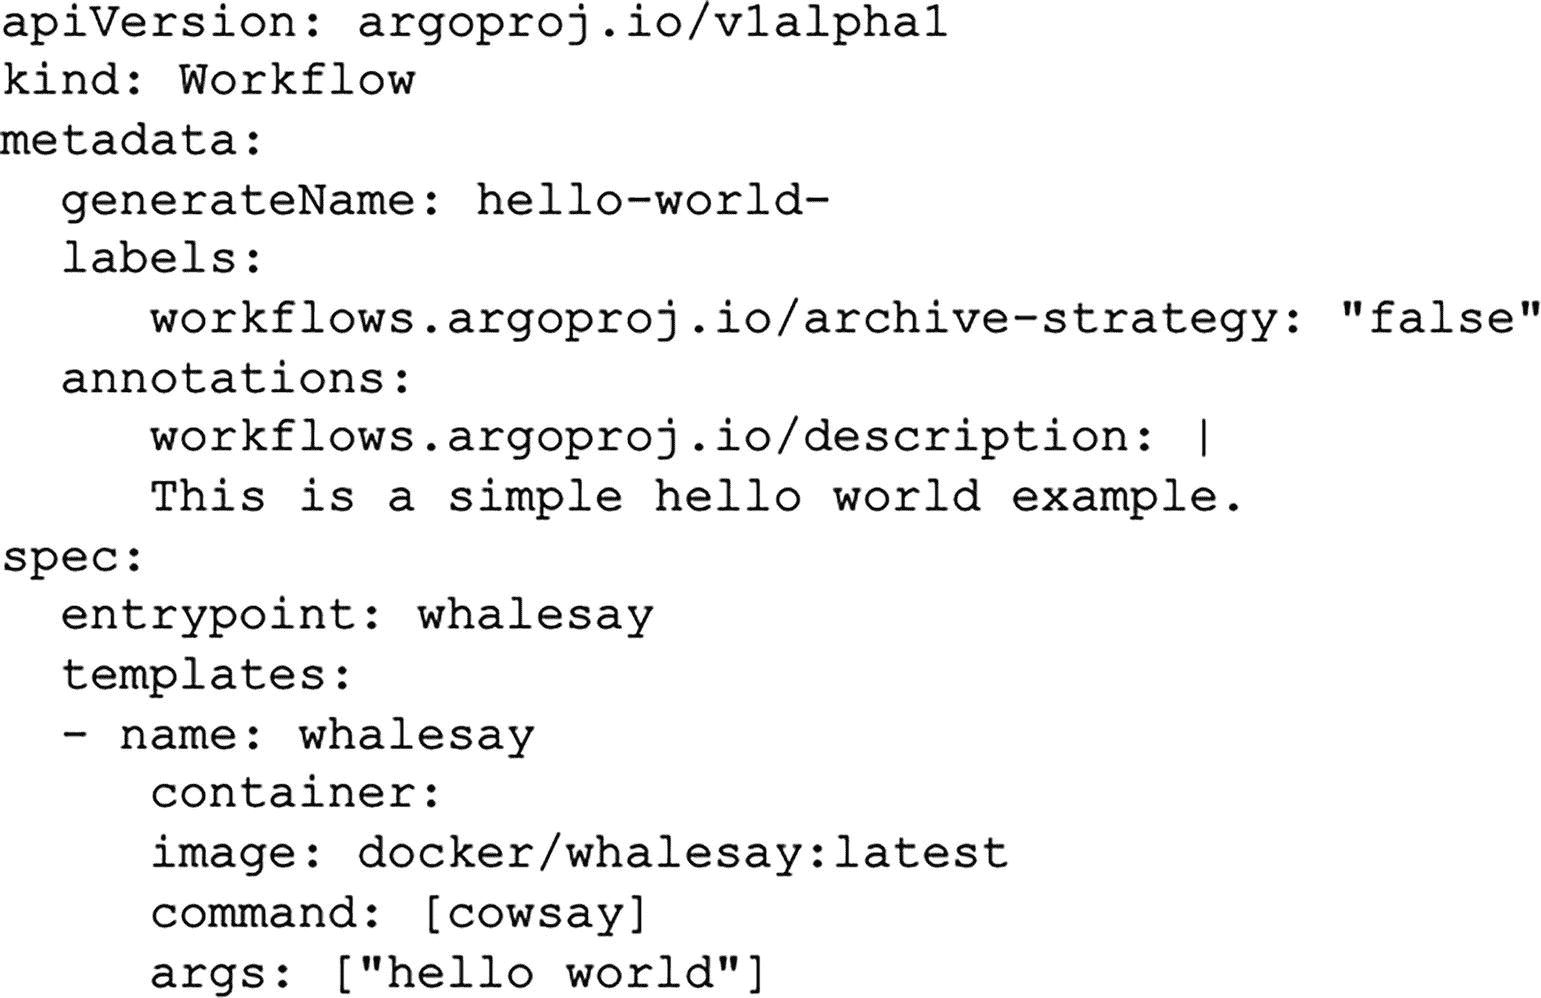 apiVersion: argoproj.io/v1alpha1
kind: Workflow
metadata:
  generateName: hello-world-
  labels:
     workflows.argoproj.io/archive-strategy: "false"
  annotations:
     workflows.argoproj.io/description: |
     This is a simple hello world example.
spec:
  entrypoint: whalesay
  templates:
  - name: whalesay
     container:
     image: docker/whalesay:latest
     command: [cowsay]
     args: ["hello world"]